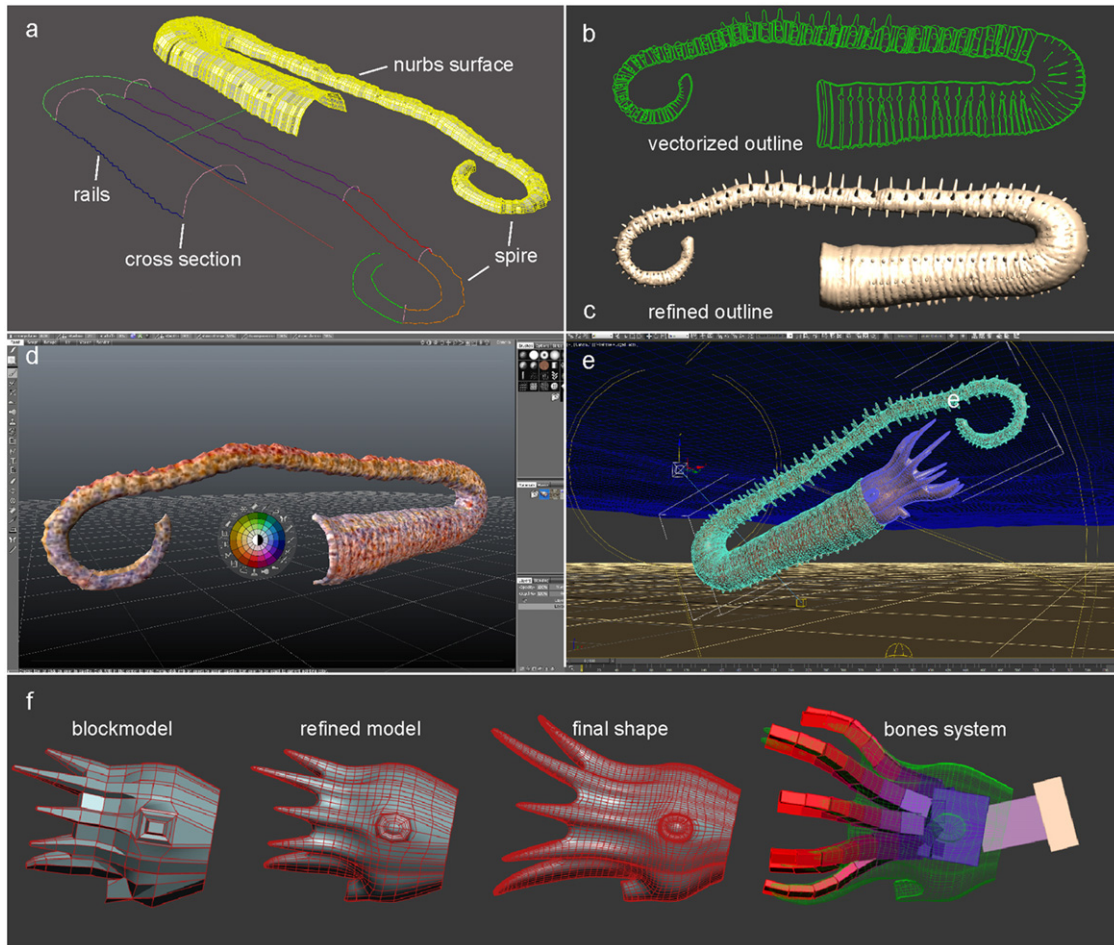 a
nurbs surface
rails
cross section
spire
b
vectorized outline
c
refined outline
d
e
e
f
blockmodel
refined model
final shape
bones system